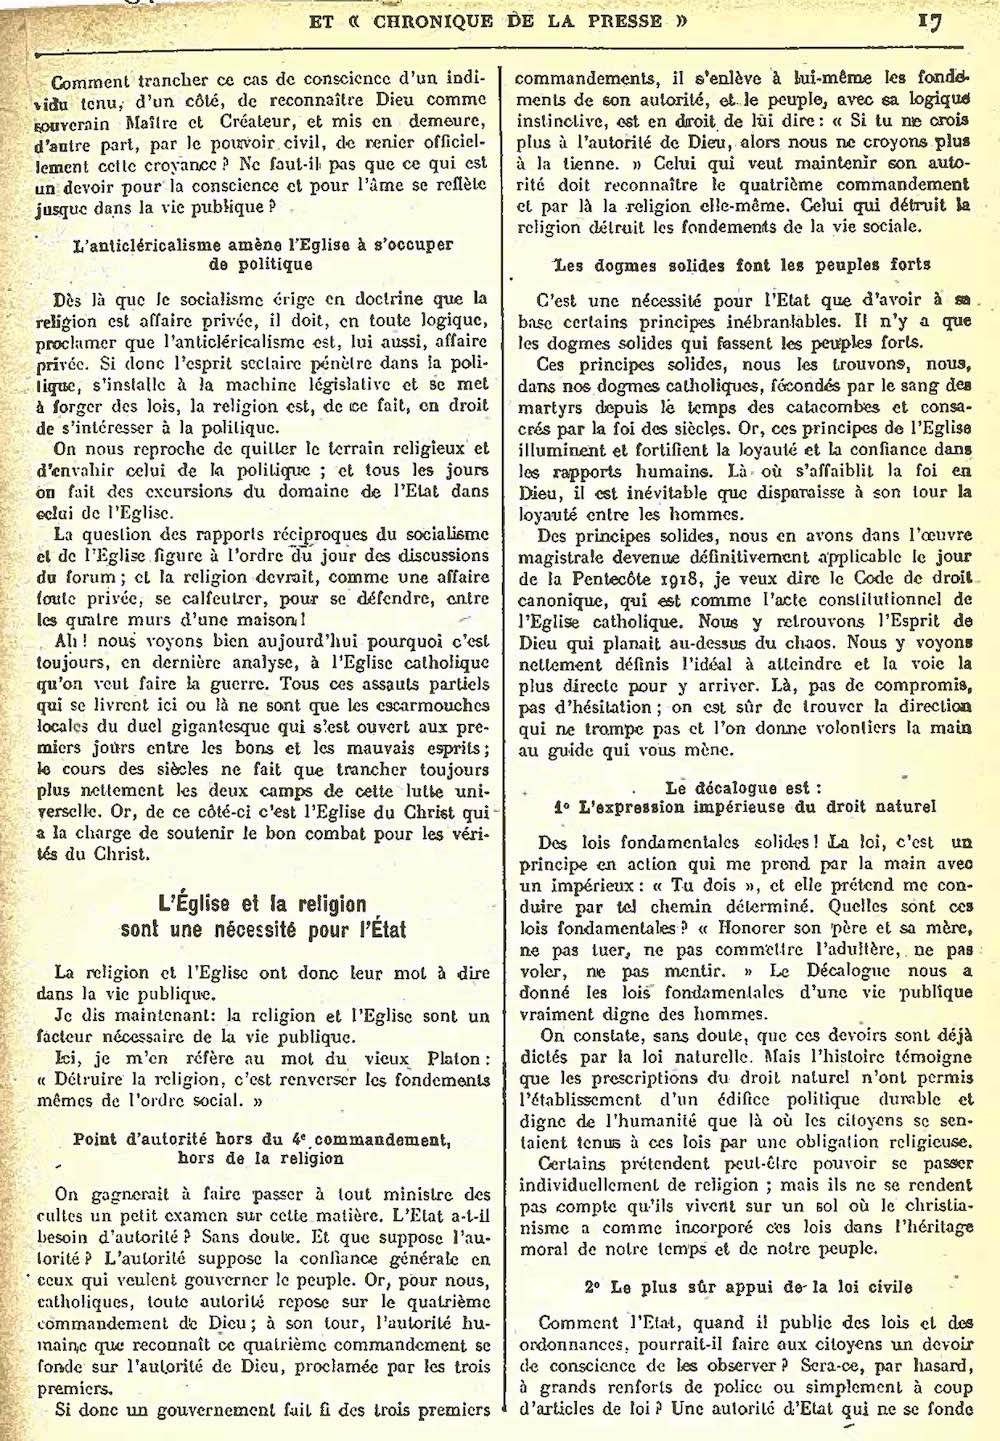 ET « CHRONIQUE DE LA PRESSE »
17
Comment trancher ce cas de conscience d'un indi-
vidu tenu, d'un côté, de reconnaître Dieu comme
souverain Maître et Créateur, et mis en demeure,
d'autre part, par le pouvoir civil, de renier officiel-
lement cette croyance ? Ne faut-il pas que ce qui est
un devoir pour la conscience et pour l'âme se reflète
jusque dans la vie publique ?
L'anticléricalisme amène l'Eglise à s'occuper
de politique
Dès là que le socialisme érige en doctrine que la
religion est affaire privée, il doit, en toute logique,
proclamer que l'anticléricalisme est, lui aussi, affaire
privée. Si donc l'esprit sectaire pénètre dans la poli-
tique, s'installe à la machine législative et se met
à forger des lois, la religion est, de ce fait, en droit
de s'intéresser à la politique.
On nous reproche de quitter le terrain religieux et
d'envahir celui de la politique ; et tous les jours
on fait des excursions du domaine de l'Etat dans
celui de l'Eglise.
La question des rapports réciproques du socialisme
et de l'Eglise figure à l'ordre du jour des discussions
du forum ; et la religion devrait, comme une affaire
toute privée, se calfeutrer, pour se défendre, entre
les quatre murs d'une maison !
Ah ! nous voyons bien aujourd'hui pourquoi c'est
toujours, en dernière analyse, à l'Eglise catholique
qu'on veut faire la guerre. Tous ces assauts partiels
qui se livrent ici ou là ne sont que les escarmouches
locales du duel gigantesque qui s'est ouvert aux pre-
miers jours entre les bons et les mauvais esprits ;
le cours des siècles ne fait que trancher toujours
plus nettement les deux camps de cette lutte uni-
verselle. Or, de ce côté-ci c'est l'Eglise du Christ qui
a la charge de soutenir le bon combat pour les véri-
tés du Christ.
L'Église et la religion
sont une nécessité pour l'État
La religion et l'Eglise ont donc leur mot à dire
dans la vie publique.
Je dis maintenant: la religion et l'Eglise sont un
facteur nécessaire de la vie publique.
Ici, je m'en réfère au mot du vieux Platon :
« Détruire la religion, c'est renverser les fondements
mêmes de l'ordre social. »
Point d'autorité hors du 4e commandement,
hors de la religion
On gagnerait à faire passer à tout ministre des
cultes un petit examen sur cette matière. L'Etat a-t-il
besoin d'autorité ? Sans doute. Et que suppose l'au-
torité ? L'autorité suppose la confiance générale en
ceux qui veulent gouverner le peuple. Or, pour nous,
catholiques, toute autorité repose sur le quatrième
commandement de Dieu ; à son tour, l'autorité hu-
maine que reconnaît ce quatrième commandement se
fonde sur l'autorité de Dieu, proclamée par les trois
premiers.
Si donc un gouvernement fait fi des trois premiers
commandements, il s'enlève à lui-même les fonde-
ments de son autorité, et le peuple, avec sa logique
instinctive, est en droit de lui dire : « Si tu ne crois
plus à l'autorité de Dieu, alors nous ne croyons plus
à la tienne. » Celui qui veut maintenir son auto-
rité doit reconnaître le quatrième commandement
et par là la religion elle-même. Celui qui détruit la
religion détruit les fondements de la vie sociale.
Les dogmes solides font les peuples forts
C'est une nécessité pour l'Etat que d'avoir à sa
base certains principes inébranlables. Il n'y a que
les dogmes solides qui fassent les peuples forts.
Ces principes solides, nous les trouvons, nous,
dans nos dogmes catholiques, fécondés par le sang des
martyrs depuis le temps des catacombes et consa-
crés par la foi des siècles. Or, ces principes de l'Eglise
illuminent et fortifient la loyauté et la confiance dans
les rapports humains. Là où s'affaiblit la foi en
Dieu, il est inévitable que disparaisse à son tour la
loyauté entre les hommes.
Des principes solides, nous en avons dans l'œuvre
magistrale devenue définitivement applicable le jour
de la Pentecôte 1918, je veux dire le Code de droit
canonique, qui est comme l'acte constitutionnel de
l'Eglise catholique. Nous y retrouvons l'Esprit de
Dieu qui planait au-dessus du chaos. Nous y voyons
nettement définis l'idéal à atteindre et la voie la
plus directe pour y arriver. Là, pas de compromis,
pas d'hésitation ; on est sûr de trouver la direction
qui ne trompe pas et l'on donne volontiers la main
au guide qui vous mène.
Le décalogue est :
1° L'expression impérieuse du droit naturel
Des lois fondamentales solides ! La loi, c'est un
principe en action qui me prend par la main avec
un impérieux : « Tu dois », et elle prétend me con-
duire par tel chemin déterminé. Quelles sont ces
lois fondamentales ? « Honorer son père et sa mère,
ne pas tuer, ne pas commettre l'adultère, ne pas
voler, ne pas mentir. » Le Décalogue nous a
donné les lois fondamentales d'une vie publique
vraiment digne des hommes.
On constate, sans doute, que ces devoirs sont déjà
dictés par la loi naturelle. Mais l'histoire témoigne
que les prescriptions du droit naturel n'ont permis
l'établissement d'un édifice politique durable et
digne de l'humanité que là où les citoyens se sen-
taient tenus à ces lois par une obligation religieuse.
Certains prétendent peut-être pouvoir se passer
individuellement de religion ; mais ils ne se rendent
pas compte qu'ils vivent sur un sol où le christia-
nisme a comme incorporé ces lois dans l'héritage
moral de notre temps et de notre peuple.
2° Le plus sûr appui de la loi civile
Comment l'Etat, quand il public des lois et des
ordonnances, pourrait-il faire aux citoyens un devoir
de conscience de les observer ? Sera-ce, par hasard,
à grands renforts de police ou simplement à coup
d'articles de loi ? Une autorité d'Etat qui ne se fonde